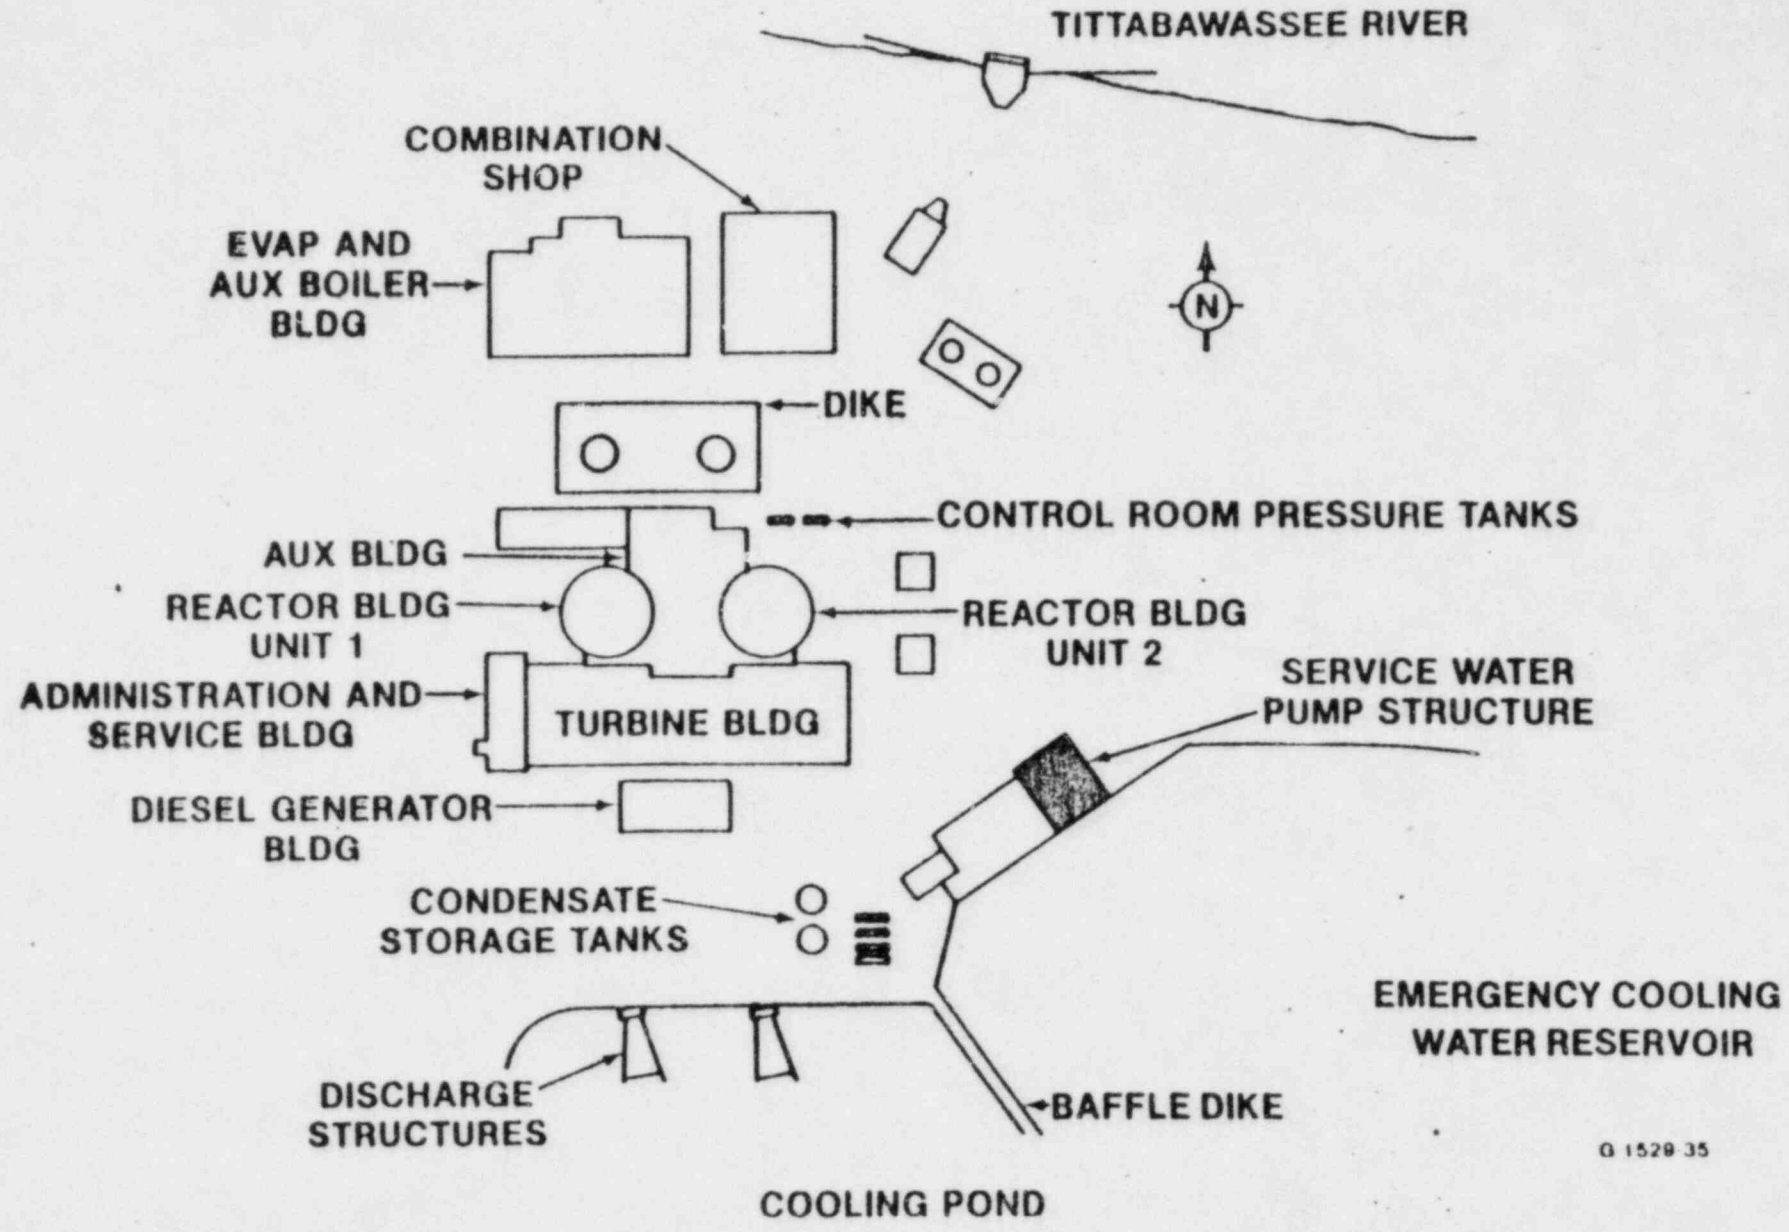 TITTABAWASSEE RIVER
COMBINATION
SHOP
EVAP AND
AUX BOILER
BLDG
N
DIKE
CONTROL ROOM PRESSURE TANKS
AUX BLDG
REACTOR BLDG
UNIT 1
REACTOR BLDG
UNIT 2
ADMINISTRATION AND
SERVICE BLDG
TURBINE BLDG
SERVICE WATER
PUMP STRUCTURE
DIESEL GENERATOR
BLDG
CONDENSATE
STORAGE TANKS
EMERGENCY COOLING
WATER RESERVOIR
DISCHARGE
STRUCTURES
BAFFLE DIKE
G 1529 35
COOLING POND